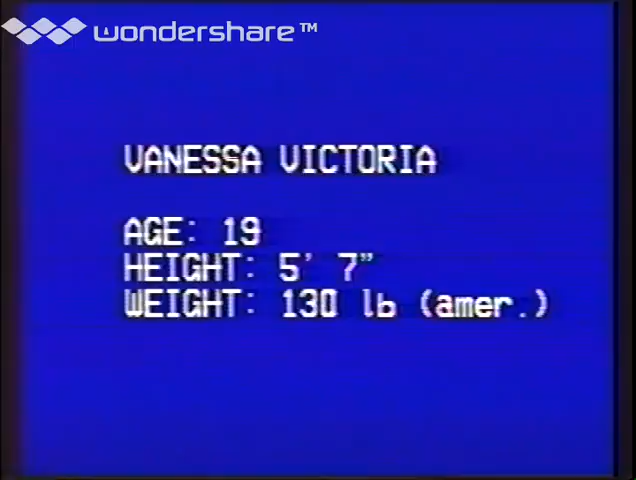 wondershare™
VANESSA VICTORIA
AGE: 19
HEIGHT: 5' 7"
WEIGHT: 130 lb (amer.)